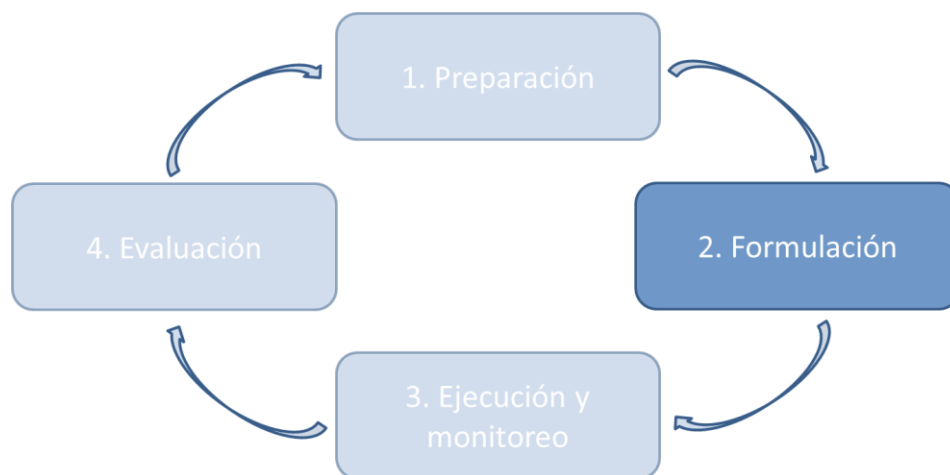 1. Preparación
2. Formulación
3. Ejecución y
monitoreo
4. Evaluación